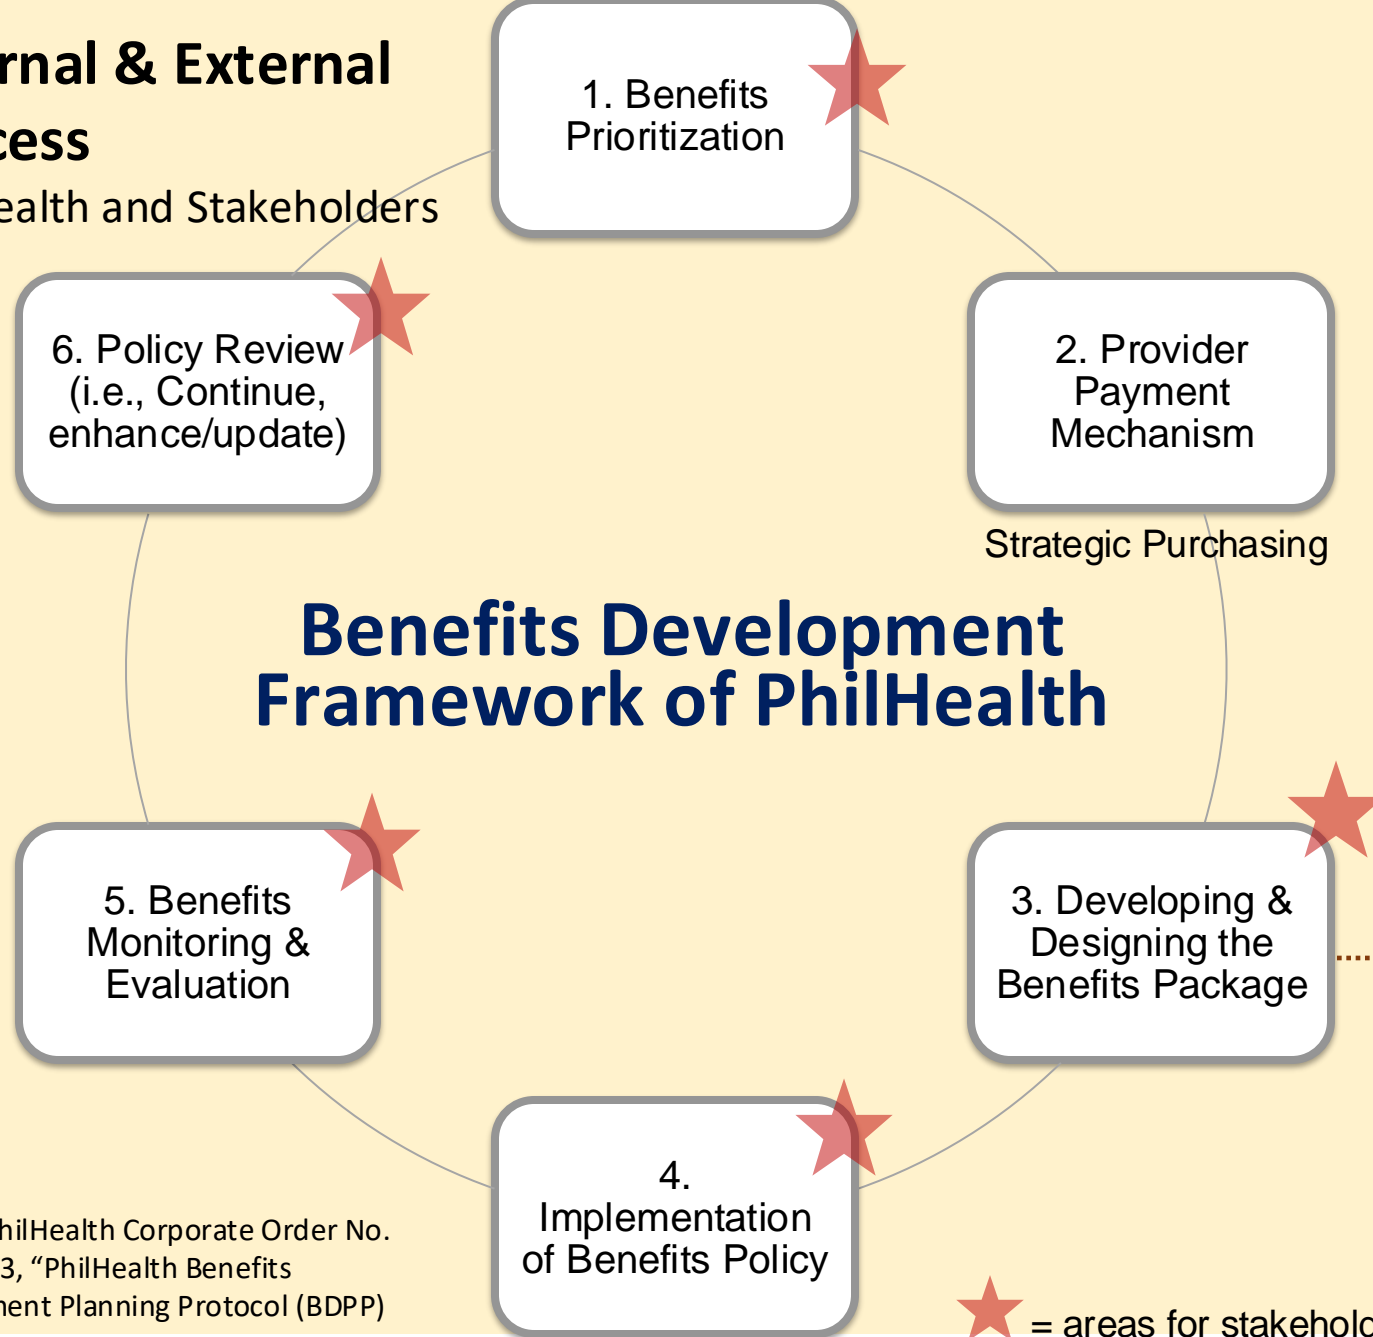 rnal & External
cess
ealth and Stakeholders
1. Benefits
Prioritization
2. Provider
Payment
Mechanism
Strategic Purchasing
3. Developing &
Designing the
Benefits Package
4.
Implementation
of Benefits Policy
5. Benefits
Monitoring &
Evaluation
6. Policy Review
(i.e., Continue,
enhance/update)
Benefits Development
Framework of PhilHealth
hilHealth Corporate Order No.
3, “PhilHealth Benefits
ment Planning Protocol (BDPP)
= areas for stakehold